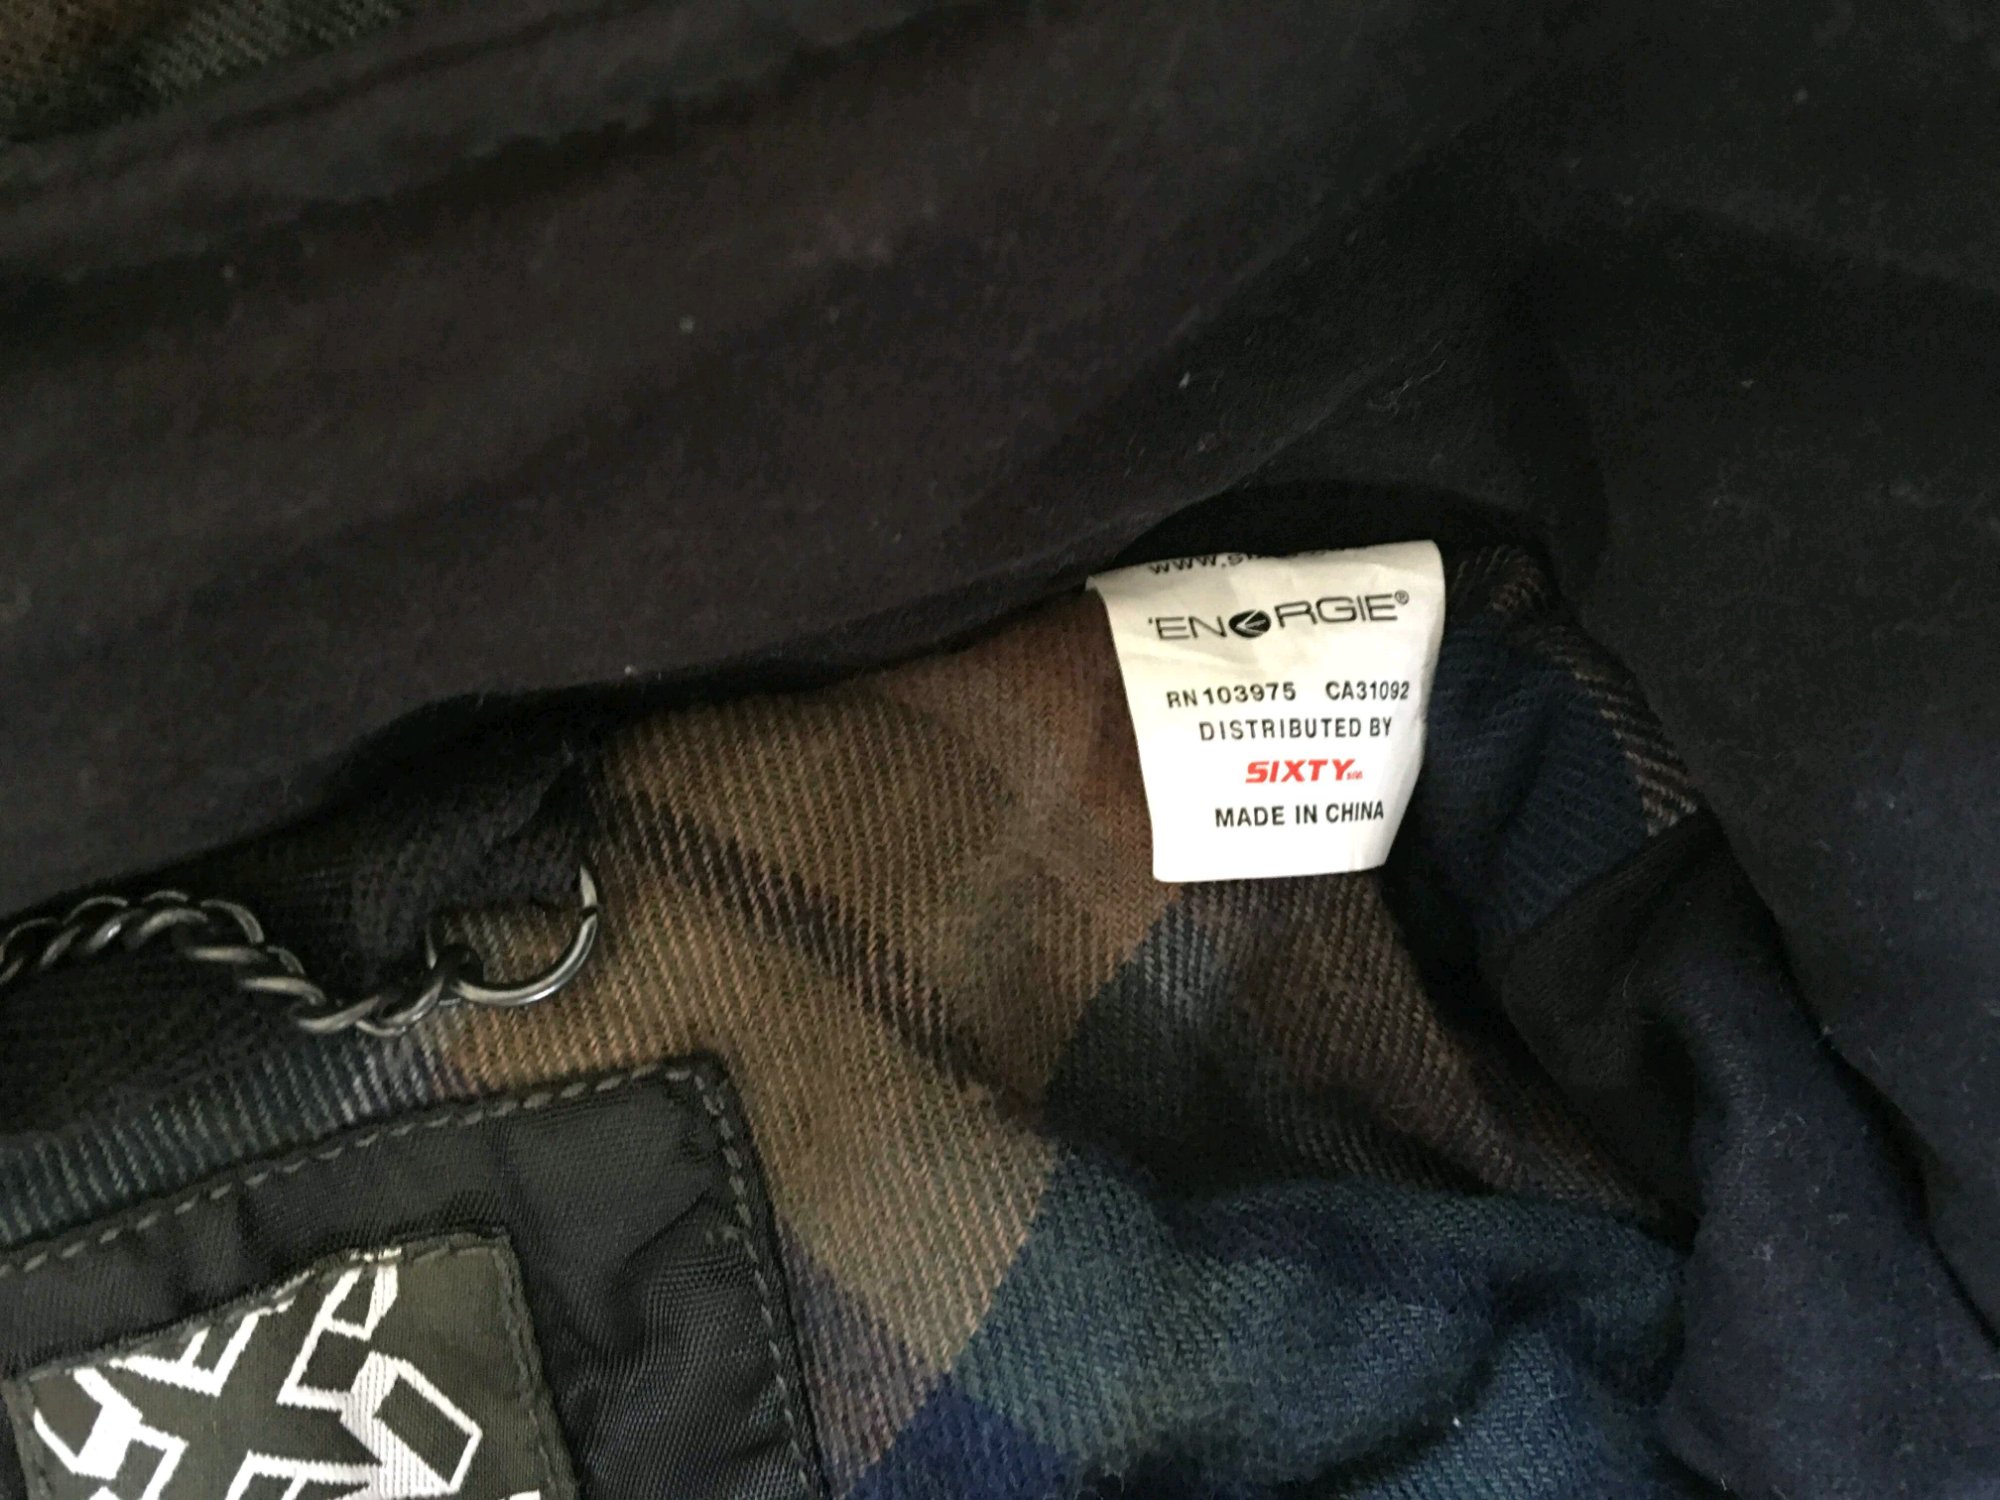 'ENERGIE®
RN 103975 CA31092
DISTRIBUTED BY
SIXTY
MADE IN CHINA